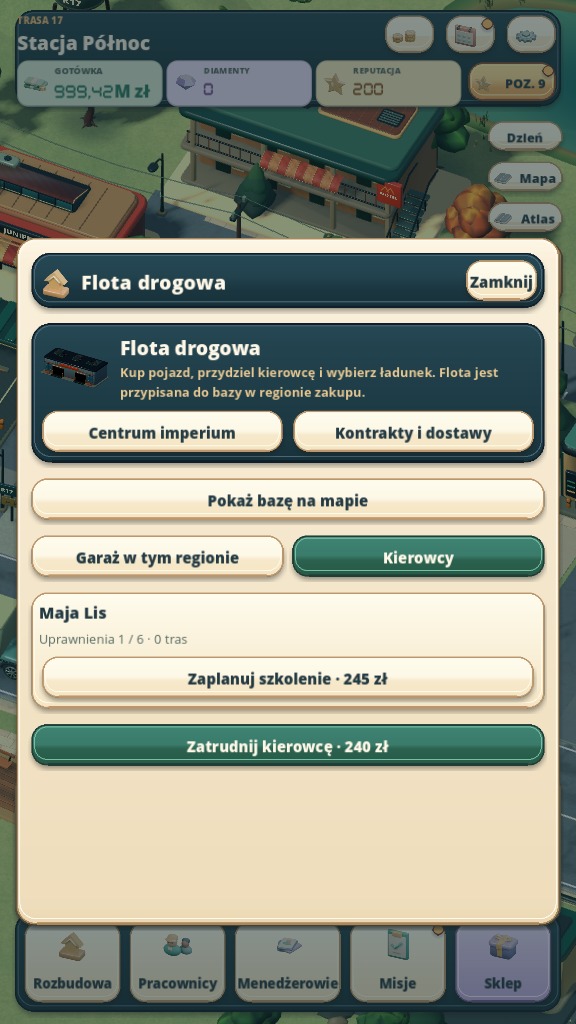 R17
TRASA 17
Stacja Północ
GOTÓWKA
999,42M zł
DIAMENTY
0
REPUTACJA
200
POZ. 9
Dzień
Mapa
Atlas
Flota drogowa
Zamknij
Flota drogowa
Kup pojazd, przydziel kierowcę i wybierz ładunek. Flota jest
przypisana do bazy w regionie zakupu.
Centrum imperium
Kontrakty i dostawy
Pokaż bazę na mapie
Garaż w tym regionie
Kierowcy
Maja Lis
Uprawnienia 1 / 6 · 0 tras
Zaplanuj szkolenie · 245 zł
Zatrudnij kierowcę · 240 zł
Rozbudowa
Pracownicy
Menedżerowie
Misje
Sklep